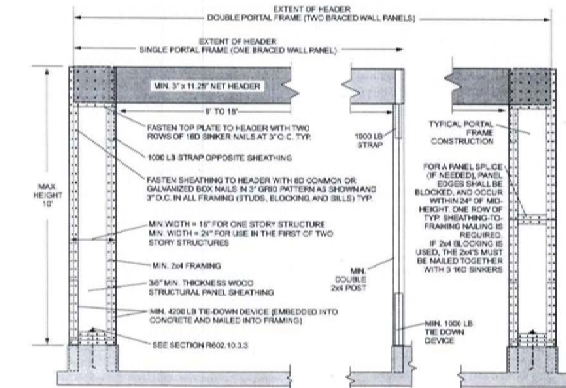 EXTENT OF HEADER
DOUBLE PORTAL FRAME (TWO BRACED WALL PANELS)
EXTENT OF HEADER
SINGLE PORTAL FRAME (ONE BRACED WALL PANEL)
MIN. 3" x 11.25" NET HEADER
6' TO 18'
FASTEN TOP PLATE TO HEADER WITH TWO
ROWS OF 16D SINKER NAILS AT 3" O.C. TYP.
1000 LB STRAP OPPOSITE SHEATHING
FASTEN SHEATHING TO HEADER WITH 8D COMMON OR
GALVANIZED BOX NAILS IN 3" GRID PATTERN AS SHOWN AND
3" O.C. IN ALL FRAMING (STUDS, BLOCKING, AND SILLS) TYP.
MAX.
HEIGHT
10'
MIN. WIDTH = 16" FOR ONE STORY STRUCTURE
MIN. WIDTH = 24" FOR USE IN THE FIRST OF TWO
STORY STRUCTURES
MIN. 2x4 FRAMING
3/8" MIN. THICKNESS WOOD
STRUCTURAL PANEL SHEATHING
MIN. 4200 LB TIE-DOWN DEVICE (EMBEDDED INTO
CONCRETE AND NAILED INTO FRAMING)
SEE SECTION R602.10.3.3
1000 LB
STRAP
MIN.
DOUBLE
2x4 POST
MIN. 1000 LB
TIE DOWN
DEVICE
TYPICAL PORTAL
FRAME
CONSTRUCTION
FOR A PANEL SPLICE
(IF NEEDED), PANEL
EDGES SHALL BE
BLOCKED, AND OCCUR
WITHIN 24" OF MID-
HEIGHT. ONE ROW OF
TYP. SHEATHING-TO-
FRAMING NAILING IS
REQUIRED.
IF 2x4 BLOCKING IS
USED, THE 2x4'S MUST
BE NAILED TOGETHER
WITH 3 16D SINKERS